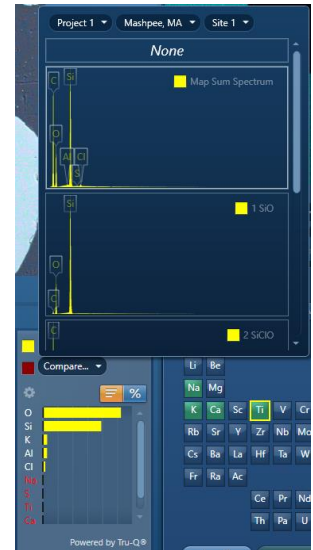 Project 1 Mashpee, MA Site 1
None
C Si
Map Sum Spectrum
O
Al Cl
S
Si
1 SiO
O
C
C
2 SiClO
Compare...
%
O
Si
K
Al
Cl
Na
S
Ti
Ca
Powered by Tru-Q®
Li Be
Na Mg
K Ca Sc Ti V Cr
Rb Sr Y Zr Nb Mo
Cs Ba La Hf Ta W
Fr Ra Ac
Ce Pr Nd
Th Pa U